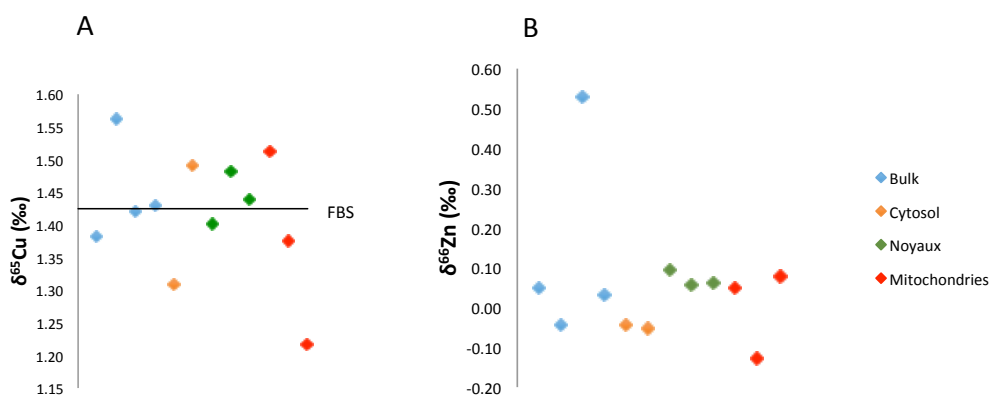 A
δ⁶⁵Cu (‰)
1.60
1.55
1.50
1.45
1.40
1.35
1.30
1.25
1.20
1.15
FBS
B
δ⁶⁶Zn (‰)
0.60
0.50
0.40
0.30
0.20
0.10
0.00
-0.10
-0.20
Bulk
Cytosol
Noyaux
Mitochondries